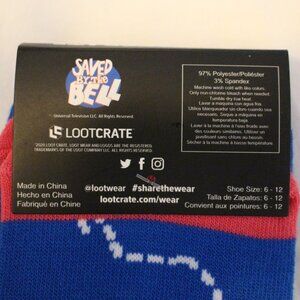 SAVED
BY THE
BELL
Universal Television LLC. All Rights Reserved.
LOOTCRATE
©2020 LOOT CRATE, LOOT WEAR AND LOGOS ARE THE REGISTERED
TRADEMARKS OF THE LOOT COMPANY LLC. ALL RIGHTS RESERVED.
97% Polyester/Poliéster
3% Spandex
Machine wash cold with like colors.
Only non-chlorine bleach when needed.
Tumble dry low heat.
Lavar a máquina con agua fría.
Utilice blanqueador sin cloro cuando sea
necesario. Seque a máquina en
temperatura baja.
Laver à la machine à l'eau froide avec
des couleurs similaires. Utiliser un
javellisant sans chlore au besoin.
Sécher à la machine à basse température
Made in China
Hecho en China
Fabriqué en Chine
@lootwear #sharethewear
lootcrate.com/wear
Shoe Size: 6 - 12
Talla de Zapatos: 6 - 12
Convient aux pointures: 6 - 12